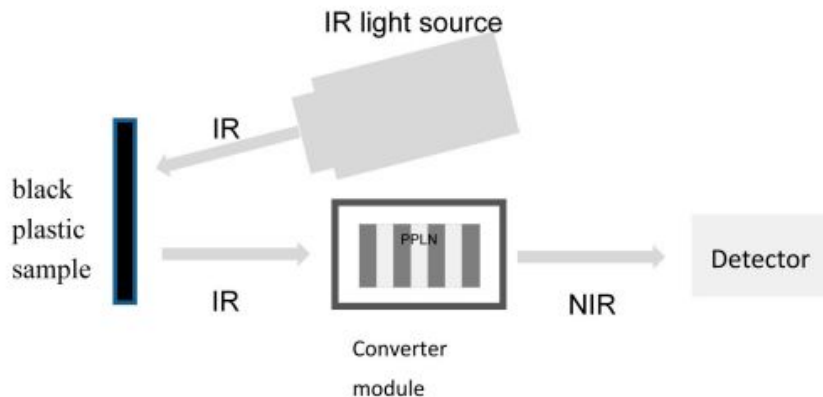 IR light source
IR
black
plastic
sample
PPLN
Detector
IR
NIR
Converter
module